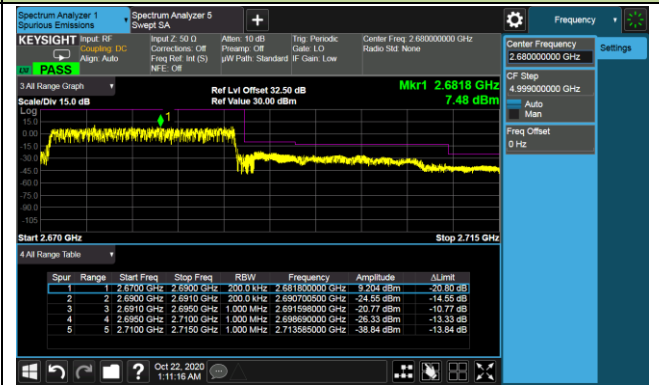 Spectrum Analyzer 1
Spurious Emissions
Spectrum Analyzer 5
Swept SA
+
Frequency
KEYSIGHT
Input: RF
Coupling: DC
Align: Auto
Input Z: 50 Ω
Corrections: Off
Freq Ref: Int (S)
NFE: Off
Atten: 10 dB
Preamp: Off
µW Path: Standard
Trig: Periodic
Gate: LO
IF Gain: Low
Center Freq: 2.680000000 GHz
Radio Std: None
PASS
Center Frequency
2.680000000 GHz
Settings
CF Step
4.999000000 GHz
Auto
Man
Freq Offset
0 Hz
3 All Range Graph
Scale/Div 15.0 dB
Ref Lvl Offset 32.50 dB
Ref Value 30.00 dBm
Mkr1 2.6818 GHz
7.48 dBm
Log
1
15.0
0.00
-15.0
-30.0
-45.0
-60.0
-75.0
-90.0
-105
Start 2.670 GHz
Stop 2.715 GHz
4 All Range Table
Spur Range Start Freq Stop Freq RBW Frequency Amplitude ΔLimit
1 1 2.6700 GHz 2.6900 GHz 200.0 kHz 2.681800000 GHz 9.204 dBm -20.80 dB
2 2 2.6900 GHz 2.6910 GHz 200.0 kHz 2.690700500 GHz -24.55 dBm -14.55 dB
3 3 2.6910 GHz 2.6950 GHz 1.000 MHz 2.691598000 GHz -20.77 dBm -10.77 dB
4 4 2.6950 GHz 2.7100 GHz 1.000 MHz 2.698690000 GHz -26.33 dBm -13.33 dB
5 5 2.7100 GHz 2.7150 GHz 1.000 MHz 2.713585000 GHz -38.84 dBm -13.84 dB
?
Oct 22, 2020
1:11:16 AM